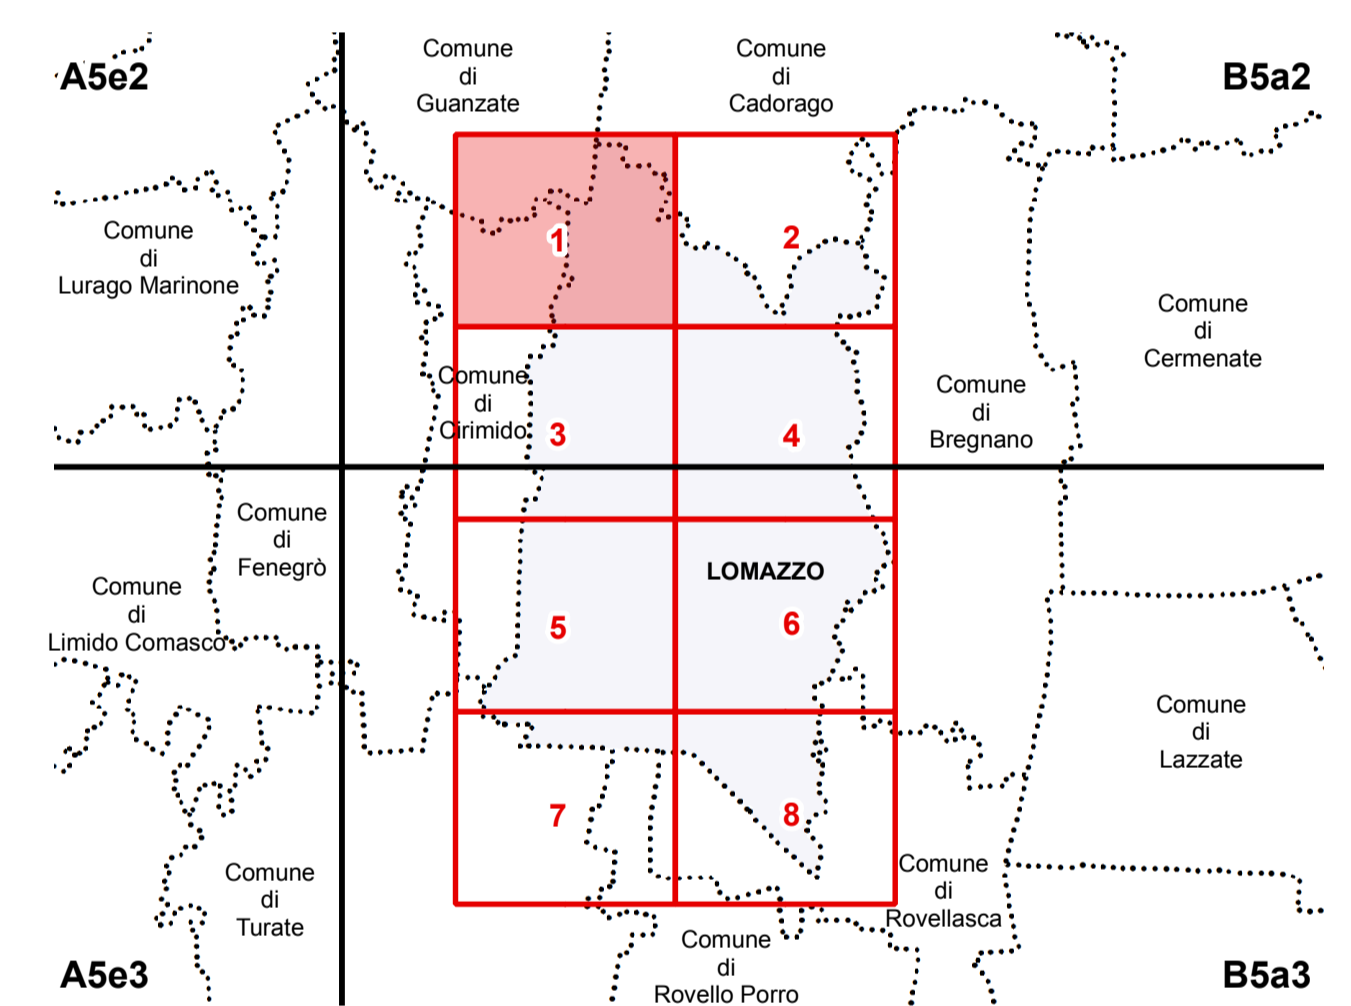 Comune
di
Guanzate
Comune
di
Cadorago
A5e2
B5a2
Comune
di
Lurago Marinone
1
2
Comune
di
Cermenate
Comune
di
Cirimido
3
4
Comune
di
Bregnano
Comune
di
Fenegrò
LOMAZZO
Comune
di
Limido Comasco
5
6
Comune
di
Lazzate
7
8
Comune
di
Turate
Comune
di
Rovellasca
Comune
di
Rovello Porro
A5e3
B5a3